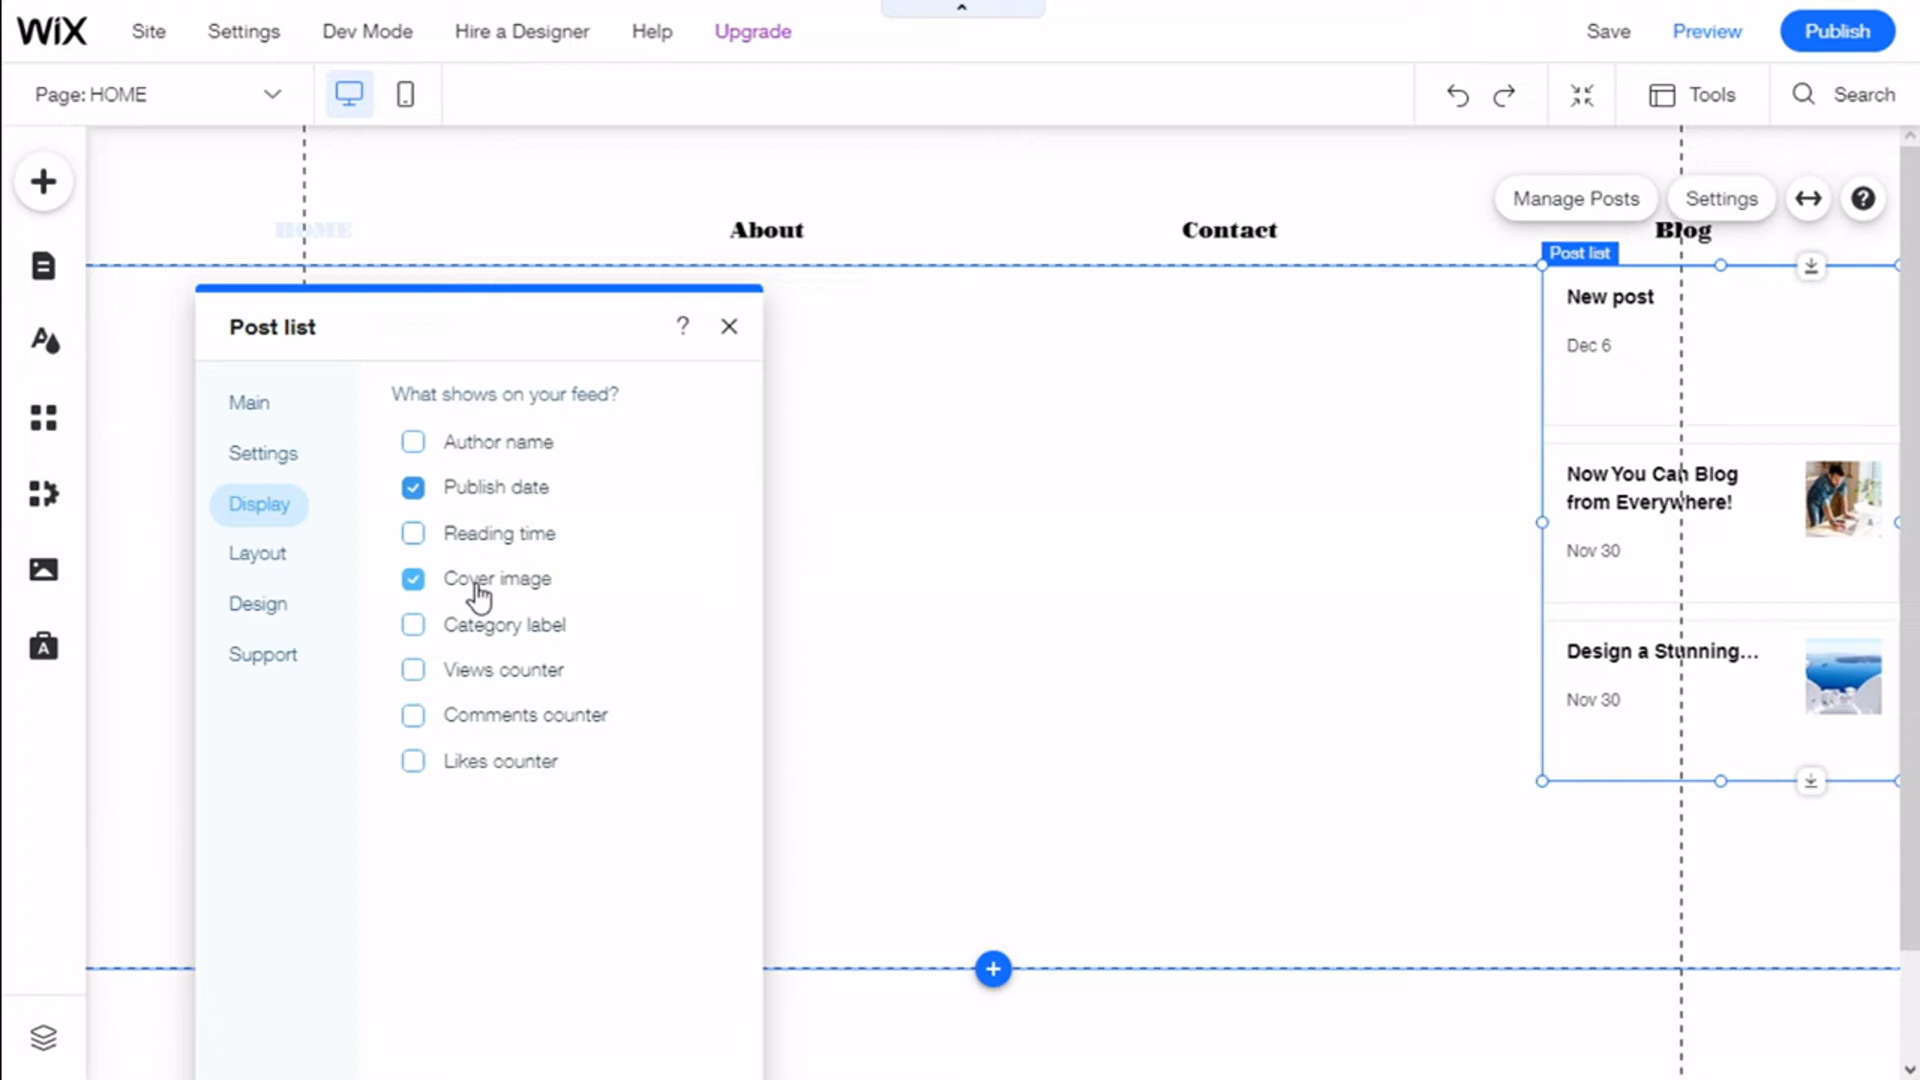 WiX Site Settings Dev Mode Hire a Designer Help Upgrade Save Preview Publish
Page: HOME Tools Search
Manage Posts Settings ?
HOME About Contact Blog
Post list
Post list ?
Main
Settings
Display
Layout
Design
Support
What shows on your feed?
Author name
Publish date
Reading time
Cover image
Category label
Views counter
Comments counter
Likes counter
New post
Dec 6
Now You Can Blog
from Everywhere!
Nov 30
Design a Stunning...
Nov 30
A